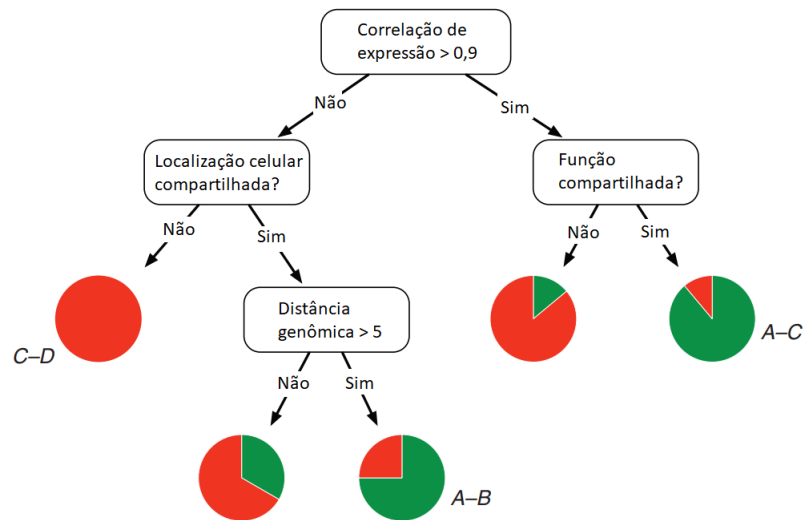 Correlação de
expressão > 0,9
Não
Sim
Localização celular
compartilhada?
Função
compartilhada?
Não
Sim
Não
Sim
C–D
Distância
genômica > 5
A–C
Não
Sim
A–B